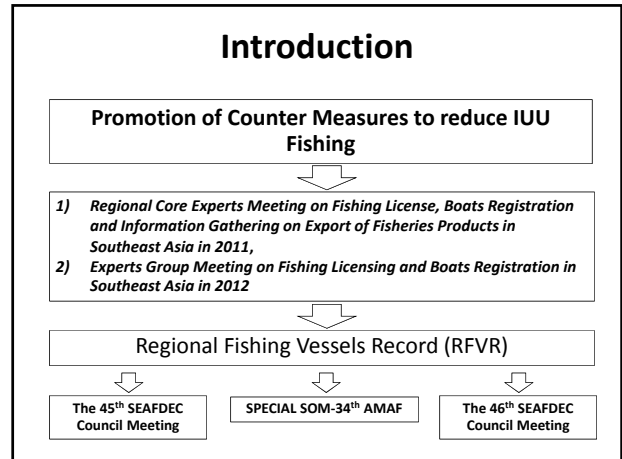 Introduction
Promotion of Counter Measures to reduce IUU
Fishing
1) Regional Core Experts Meeting on Fishing License, Boats Registration
and Information Gathering on Export of Fisheries Products in
Southeast Asia in 2011,
2) Experts Group Meeting on Fishing Licensing and Boats Registration in
Southeast Asia in 2012
Regional Fishing Vessels Record (RFVR)
The 45th SEAFDEC
Council Meeting
SPECIAL SOM-34th AMAF
The 46th SEAFDEC
Council Meeting